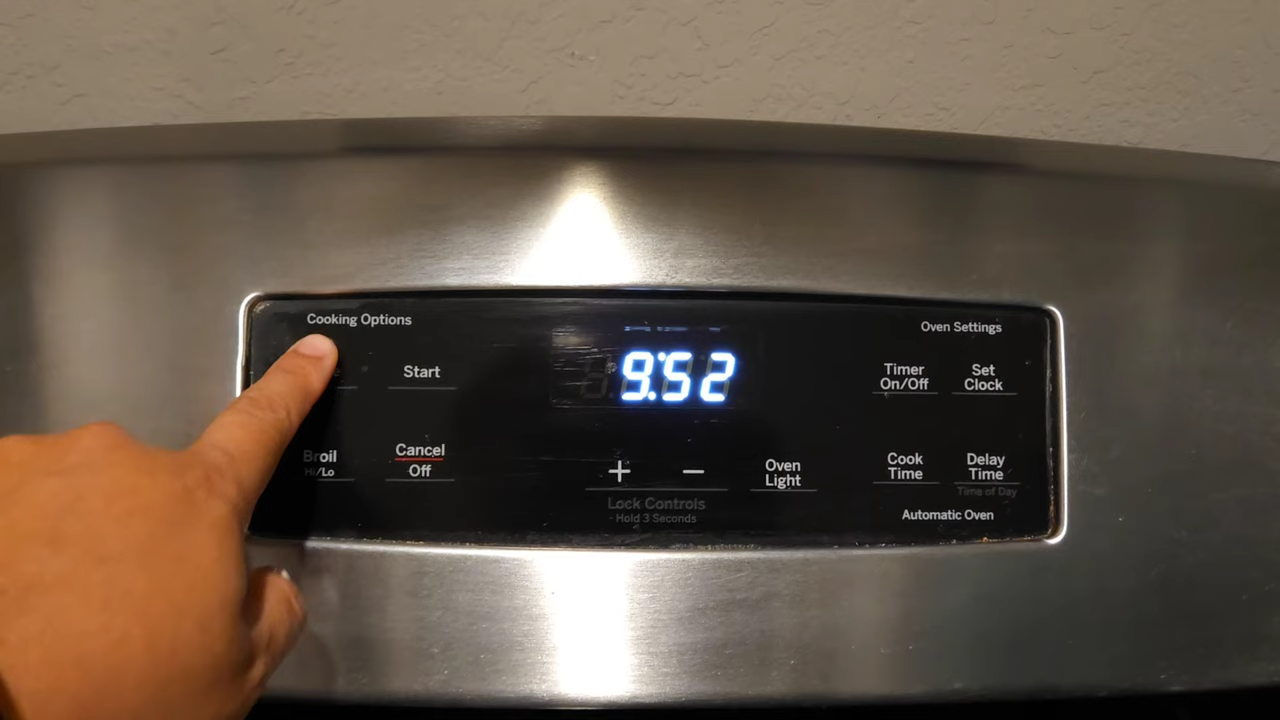 Cooking Options
Start
Broil
Hi/Lo
Cancel
Off
9:52
+ −
Lock Controls
- Hold 3 Seconds
Oven
Light
Oven Settings
Timer
On/Off
Set
Clock
Cook
Time
Delay
Time
Time of Day
Automatic Oven